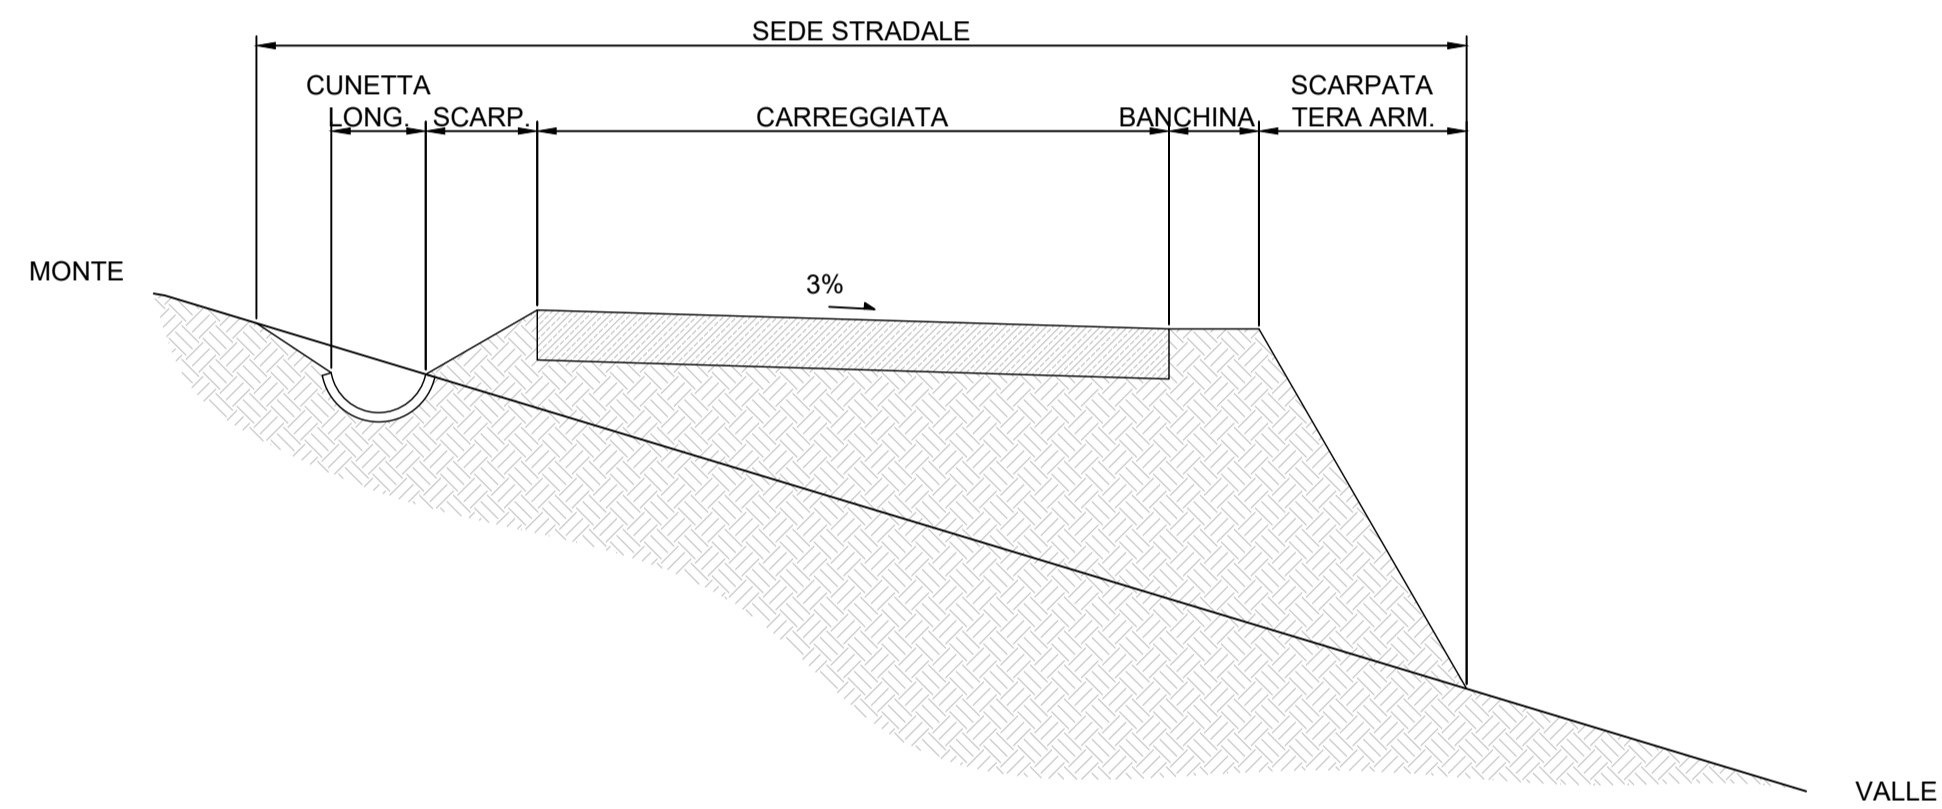 SEDE STRADALE
CUNETTA
LONG.
SCARP.
CARREGGIATA
BANCHINA
SCARPATA
TERA ARM.
MONTE
3%
VALLE